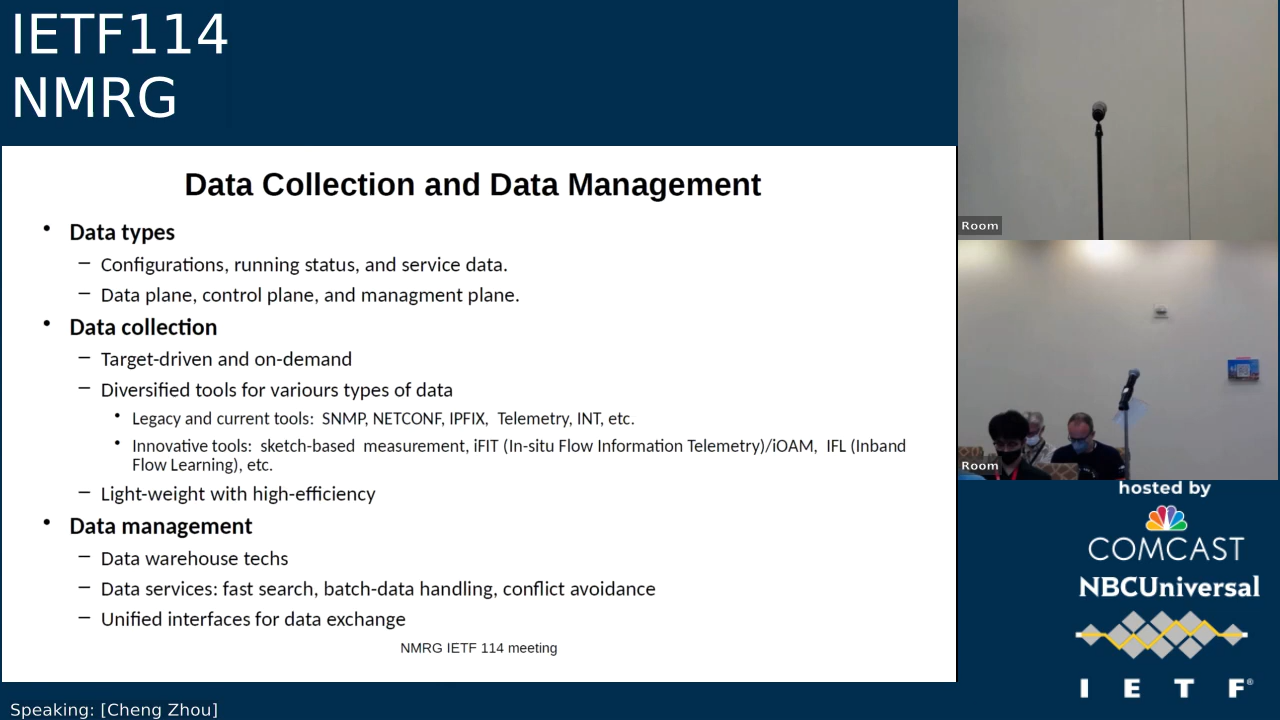 IETF114
NMRG
Data Collection and Data Management
• Data types
– Configurations, running status, and service data.
– Data plane, control plane, and managment plane.
• Data collection
– Target-driven and on-demand
– Diversified tools for variours types of data
• Legacy and current tools: SNMP, NETCONF, IPFIX, Telemetry, INT, etc.
• Innovative tools: sketch-based measurement, iFIT (In-situ Flow Information Telemetry)/iOAM, IFL (Inband
Flow Learning), etc.
– Light-weight with high-efficiency
• Data management
– Data warehouse techs
– Data services: fast search, batch-data handling, conflict avoidance
– Unified interfaces for data exchange
NMRG IETF 114 meeting
Speaking: [Cheng Zhou]
Room
Room
hosted by
COMCAST
NBCUniversal
I E T F®